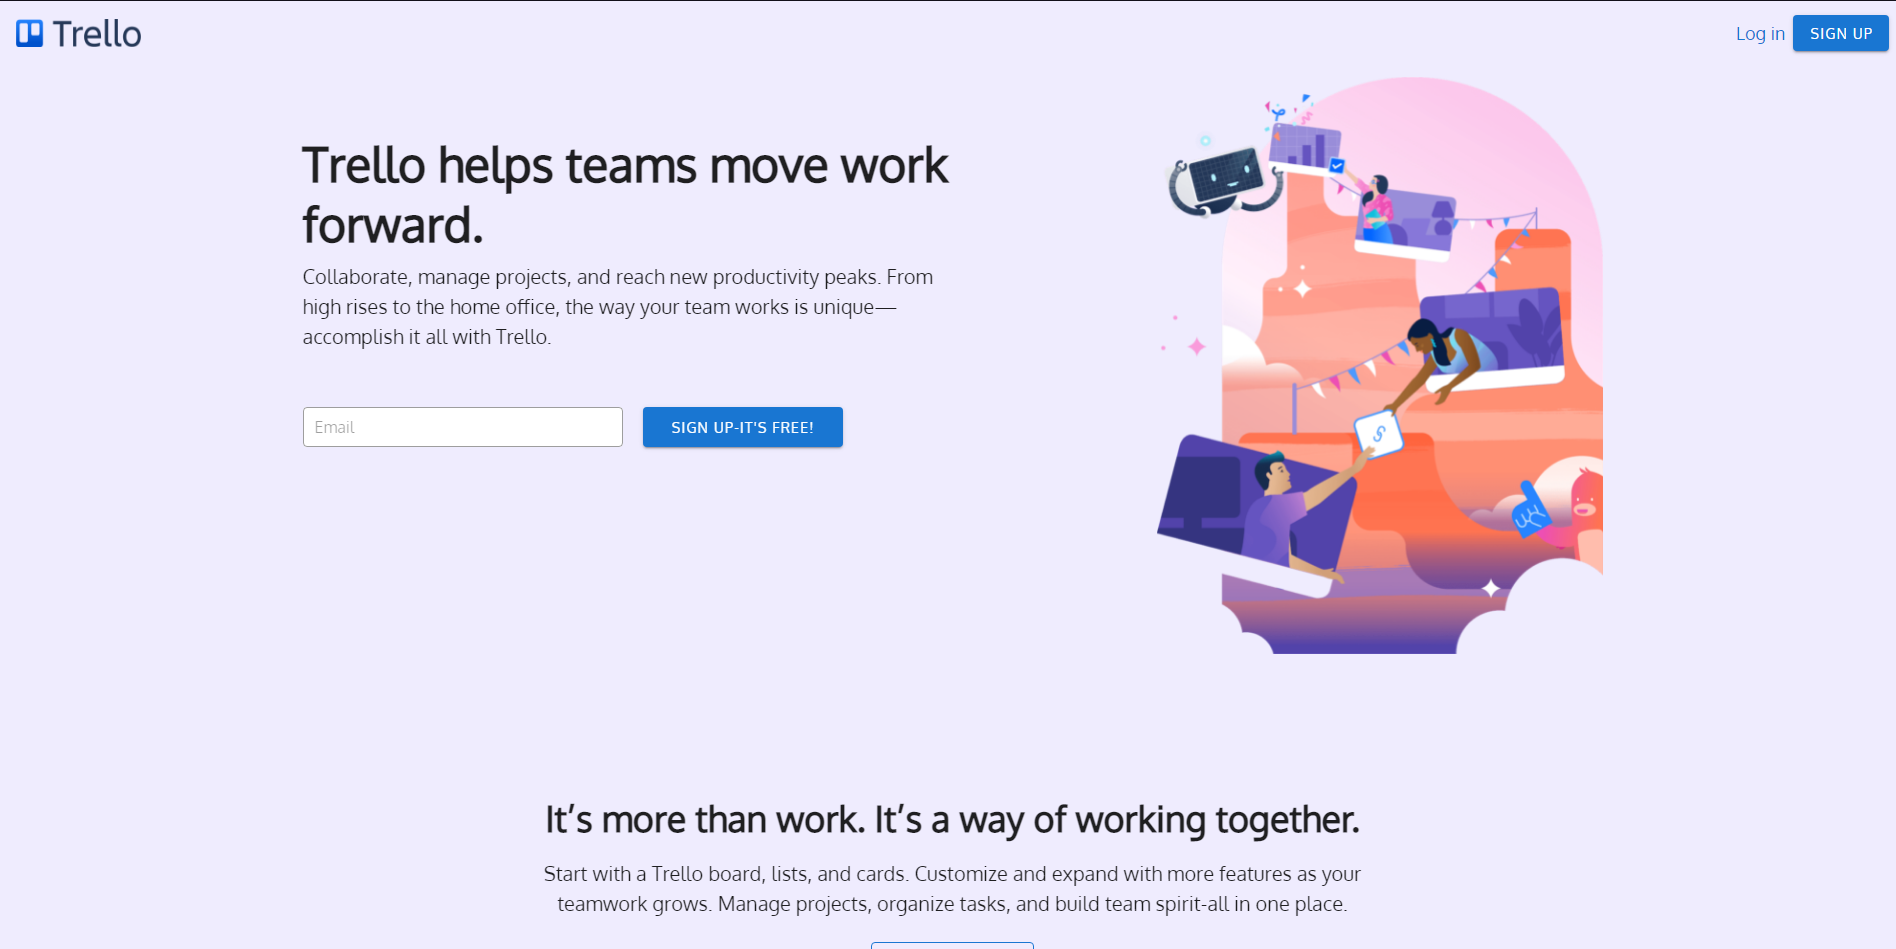 Trello
Log in
SIGN UP
Trello helps teams move work
forward.
Collaborate, manage projects, and reach new productivity peaks. From
high rises to the home office, the way your team works is unique—
accomplish it all with Trello.
Email
SIGN UP-IT'S FREE!
It’s more than work. It’s a way of working together.
Start with a Trello board, lists, and cards. Customize and expand with more features as your
teamwork grows. Manage projects, organize tasks, and build team spirit-all in one place.